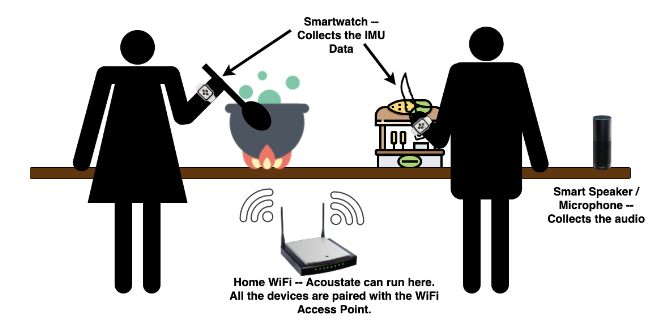 Smartwatch --
Collects the IMU
Data
Smart Speaker /
Microphone --
Collects the audio
Home WiFi -- Acoustate can run here.
All the devices are paired with the WiFi
Access Point.